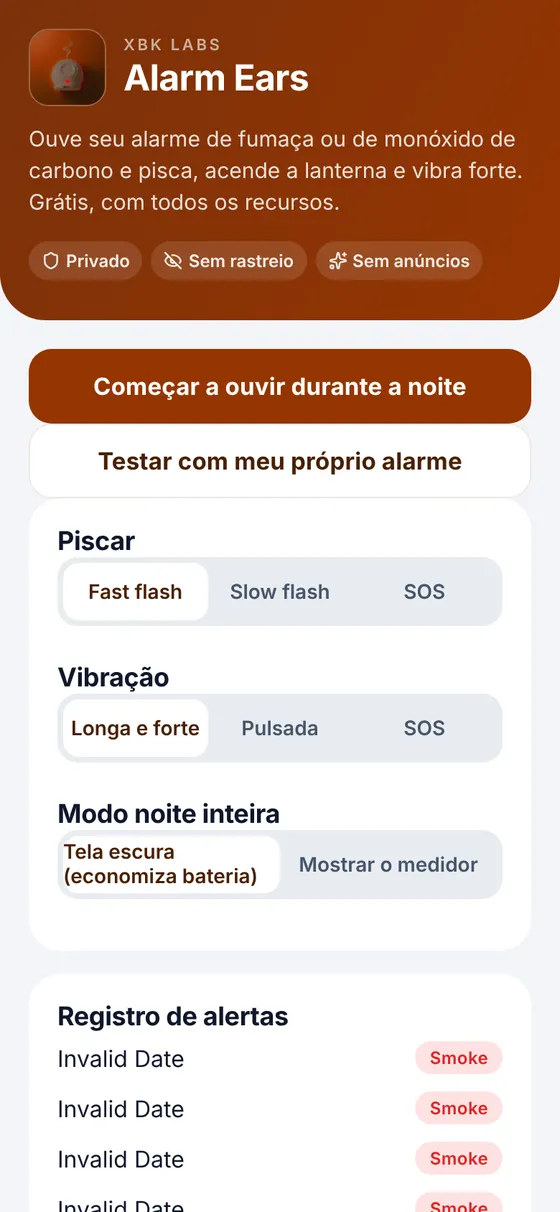 XBK LABS
Alarm Ears
Ouve seu alarme de fumaça ou de monóxido de
carbono e pisca, acende a lanterna e vibra forte.
Grátis, com todos os recursos.
Privado
Sem rastreio
Sem anúncios
Começar a ouvir durante a noite
Testar com meu próprio alarme
Piscar
Fast flash
Slow flash
SOS
Vibração
Longa e forte
Pulsada
SOS
Modo noite inteira
Tela escura
(economiza bateria)
Mostrar o medidor
Registro de alertas
Invalid Date
Smoke
Invalid Date
Smoke
Invalid Date
Smoke
Invalid Date
Smoke